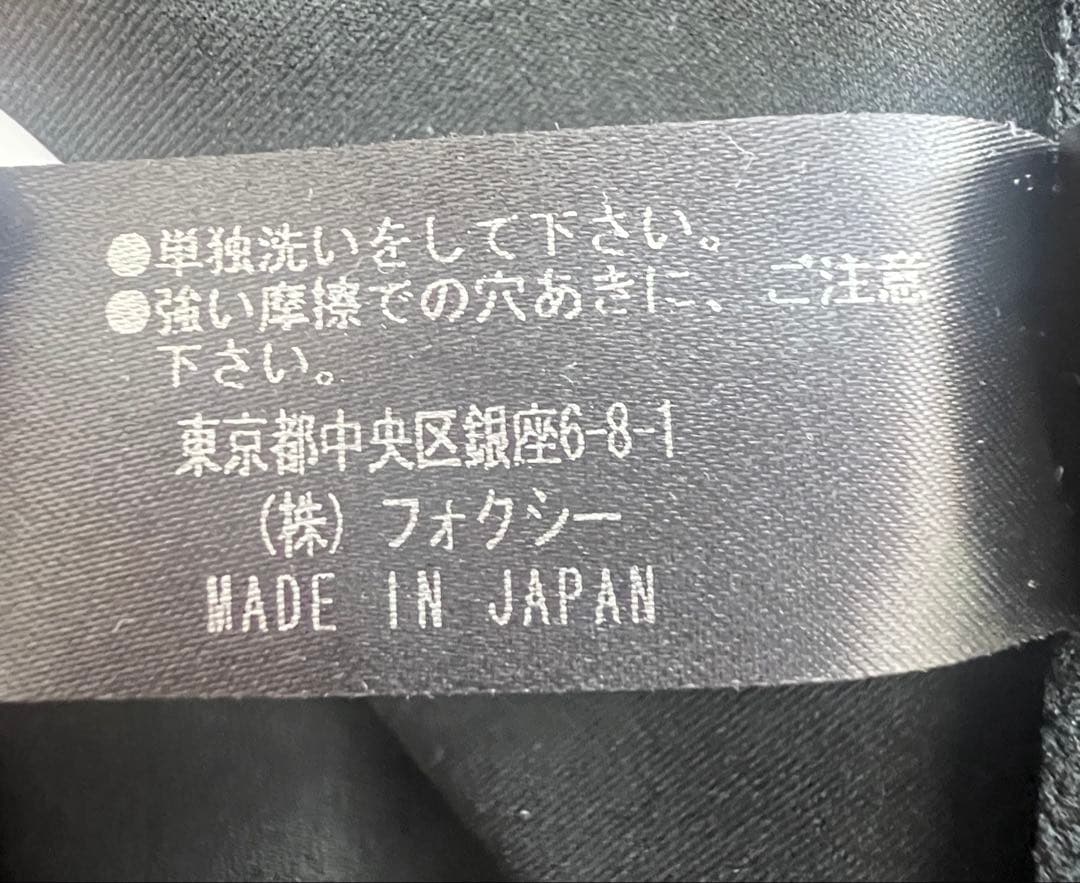 ●単独洗いをして下さい。
●強い摩擦での穴あきに、ご注意
下さい。
東京都中央区銀座6-8-1
(株)フォクシー
MADE IN JAPAN